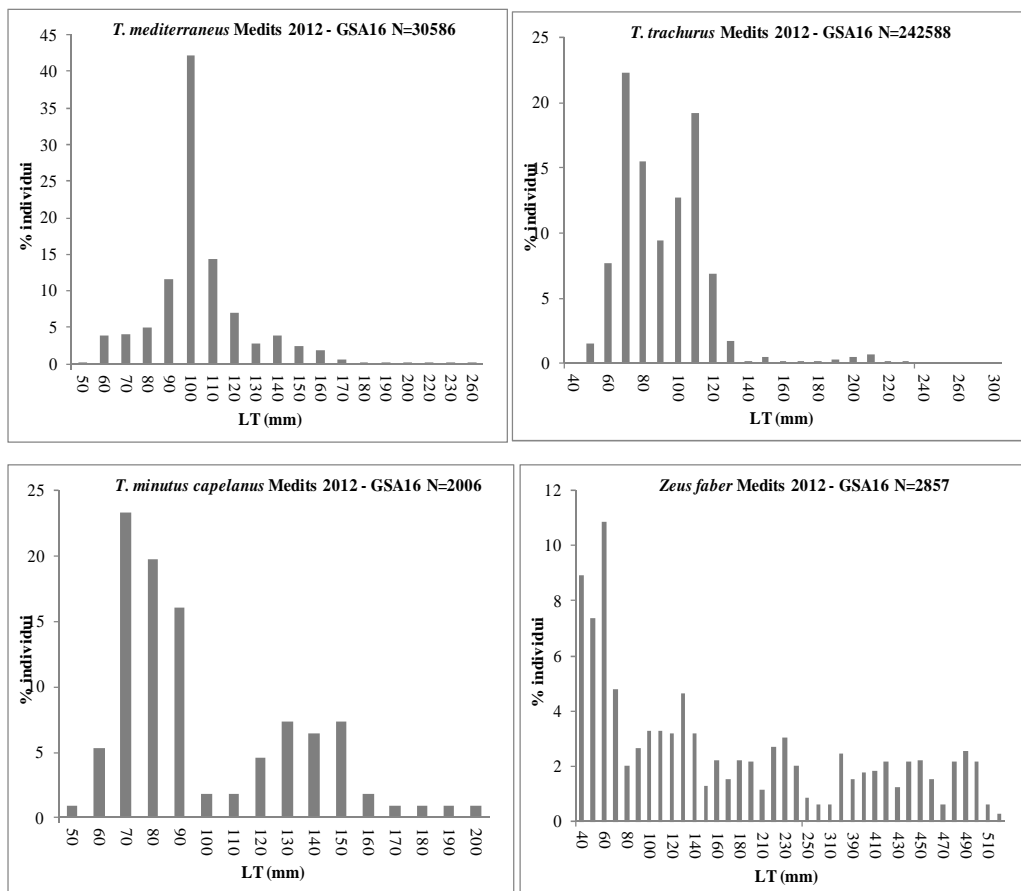 T. mediterraneus Medits 2012 - GSA16 N=30586
45
40
35
30
25
20
15
10
5
0
% individui
50 60 70 80 90 100 110 120 130 140 150 160 170 180 190 200 220 230 260
LT (mm)
T. trachurus Medits 2012 - GSA16 N=242588
25
20
15
10
5
0
% individui
40 60 80 100 120 140 160 180 200 220 240 260 300
LT (mm)
T. minutus capelanus Medits 2012 - GSA16 N=2006
25
20
15
10
5
0
% individui
50 60 70 80 90 100 110 120 130 140 150 160 170 180 190 200
LT (mm)
Zeus faber Medits 2012 - GSA16 N=2857
12
10
8
6
4
2
0
% individui
40 60 80 100 120 140 160 180 210 230 250 310 390 410 430 450 470 490 510
LT (mm)